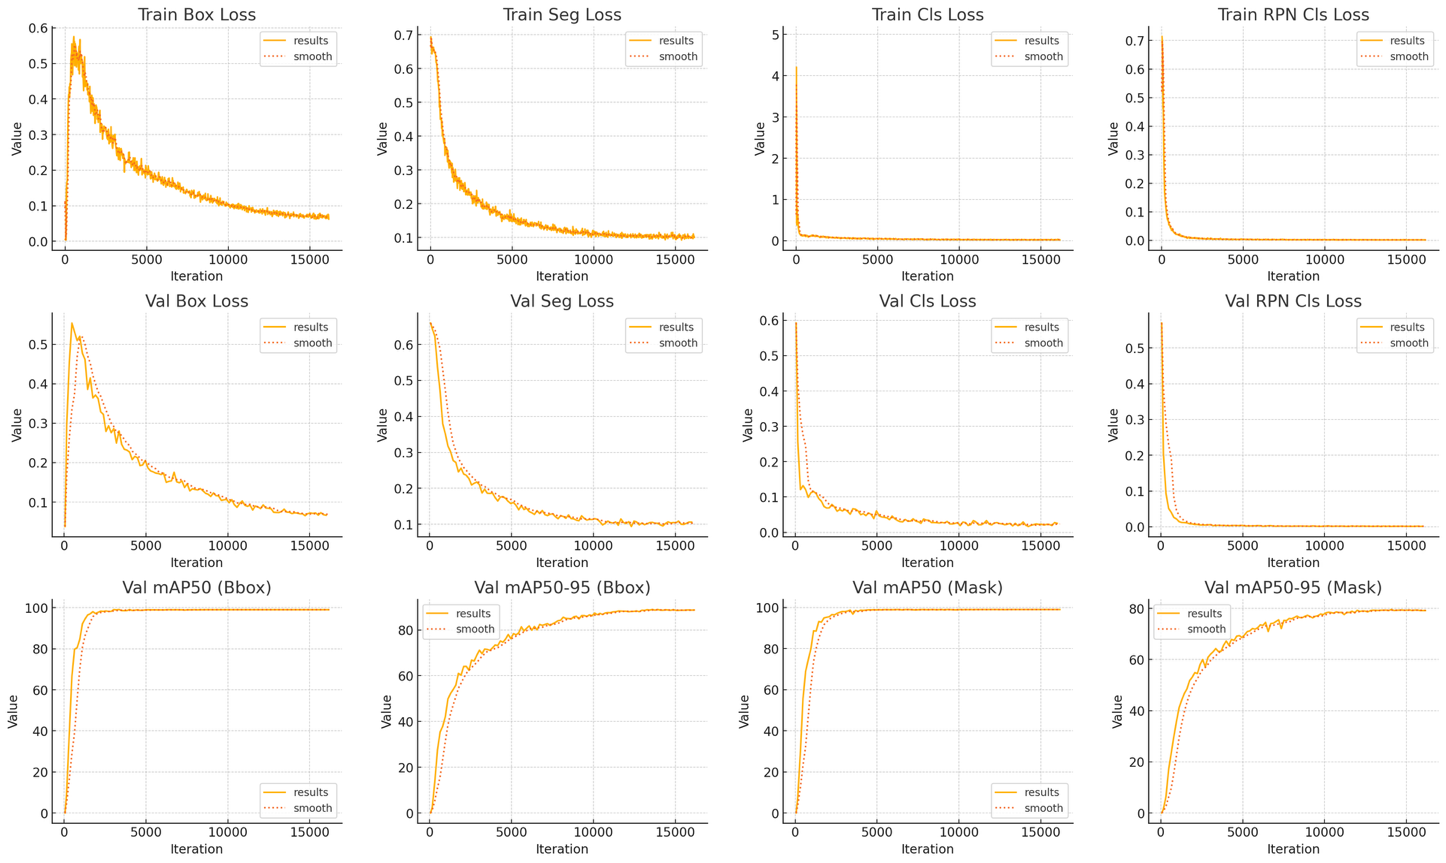 Train Box Loss
Value
0.6
0.5
0.4
0.3
0.2
0.1
0.0
results
smooth
0 5000 10000 15000
Iteration
Train Seg Loss
Value
0.7
0.6
0.5
0.4
0.3
0.2
0.1
results
smooth
0 5000 10000 15000
Iteration
Train Cls Loss
Value
5
4
3
2
1
0
results
smooth
0 5000 10000 15000
Iteration
Train RPN Cls Loss
Value
0.7
0.6
0.5
0.4
0.3
0.2
0.1
0.0
results
smooth
0 5000 10000 15000
Iteration
Val Box Loss
Value
0.5
0.4
0.3
0.2
0.1
results
smooth
0 5000 10000 15000
Iteration
Val Seg Loss
Value
0.6
0.5
0.4
0.3
0.2
0.1
results
smooth
0 5000 10000 15000
Iteration
Val Cls Loss
Value
0.6
0.5
0.4
0.3
0.2
0.1
0.0
results
smooth
0 5000 10000 15000
Iteration
Val RPN Cls Loss
Value
0.5
0.4
0.3
0.2
0.1
0.0
results
smooth
0 5000 10000 15000
Iteration
Val mAP50 (Bbox)
Value
100
80
60
40
20
0
results
smooth
0 5000 10000 15000
Iteration
Val mAP50-95 (Bbox)
Value
80
60
40
20
0
results
smooth
0 5000 10000 15000
Iteration
Val mAP50 (Mask)
Value
100
80
60
40
20
0
results
smooth
0 5000 10000 15000
Iteration
Val mAP50-95 (Mask)
Value
80
60
40
20
0
results
smooth
0 5000 10000 15000
Iteration